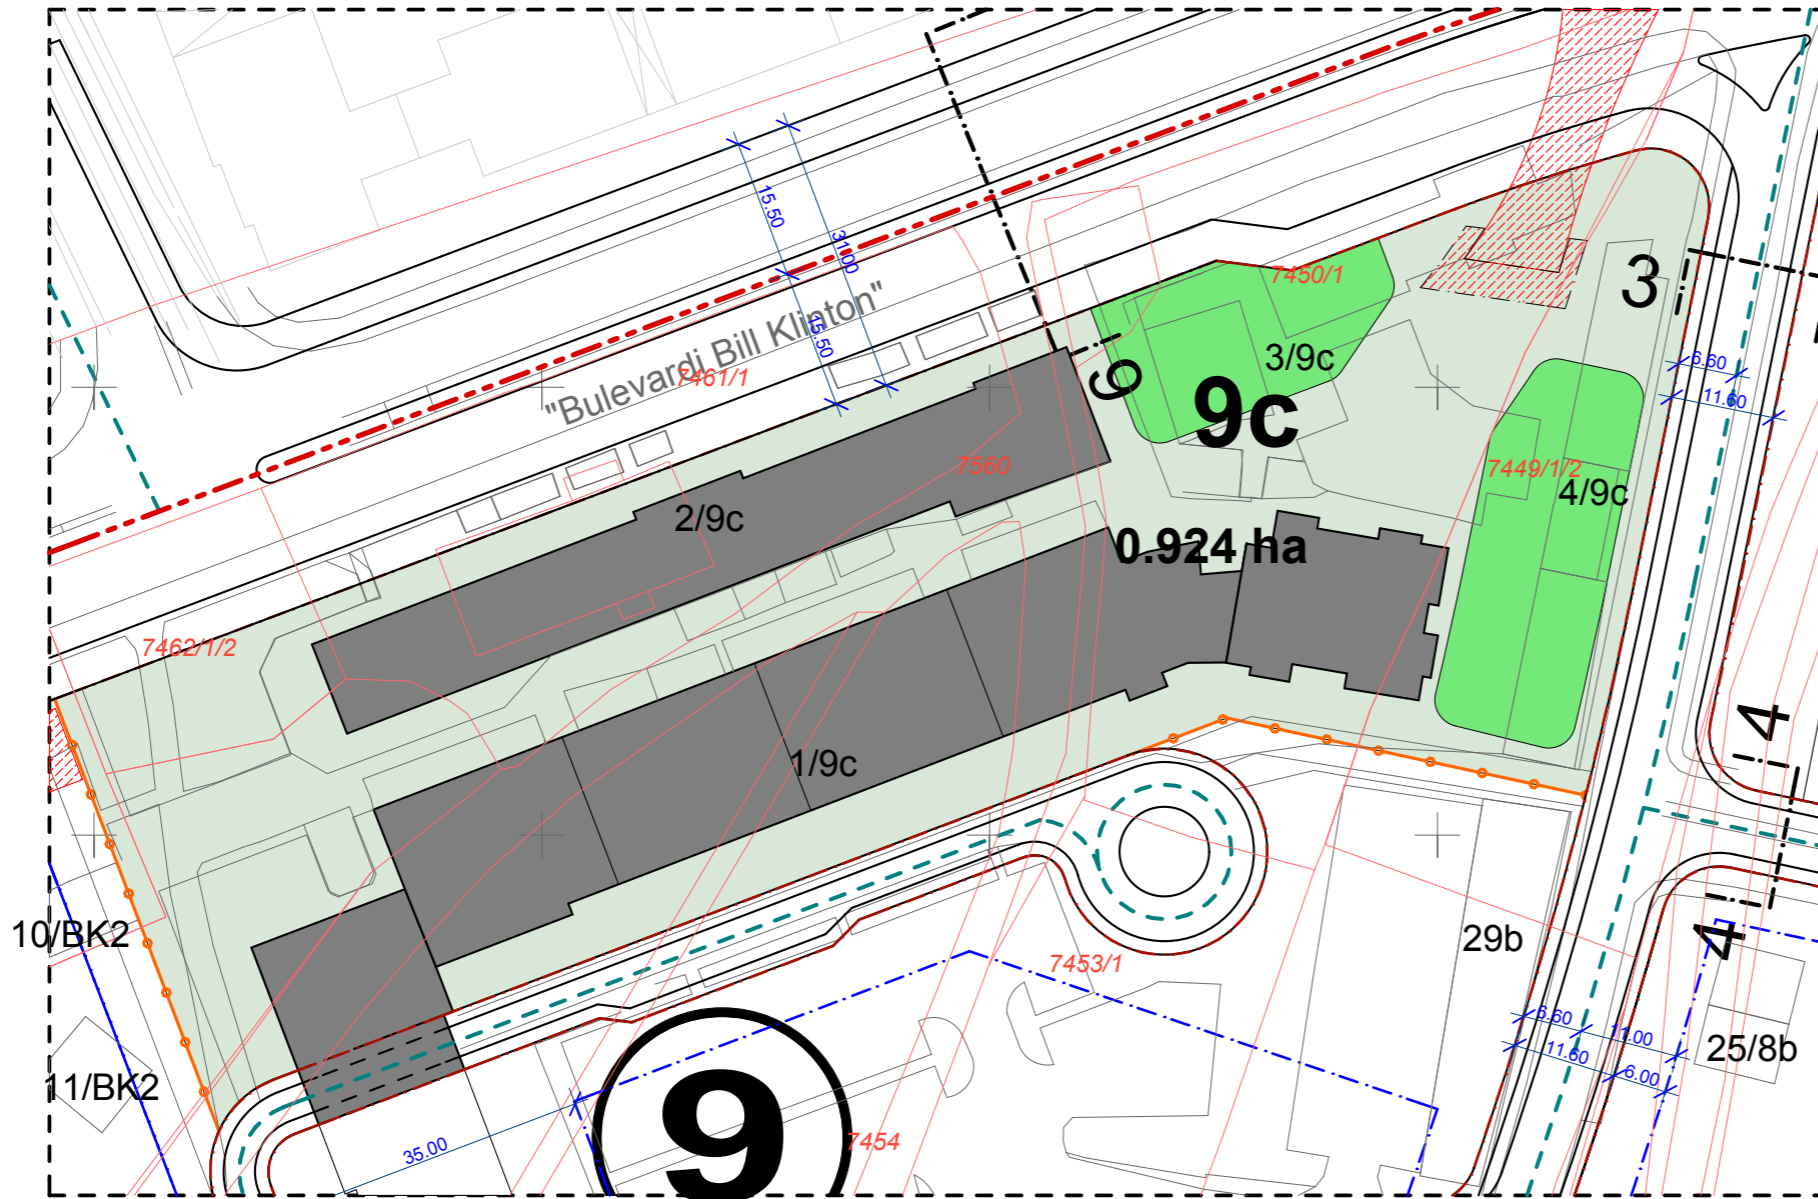 15.50
31.00
15.50
"Bulevardi Bill Klinton"
7461/1
7450/1
3
6
3/9c
9c
6.60
11.60
7560
7449/1/2
4/9c
2/9c
0.924 ha
7462/1/2
1/9c
4
10/BK2
29b
4
7453/1
6.60
11.00
11.60
6.00
25/8b
11/BK2
35.00
9
7454